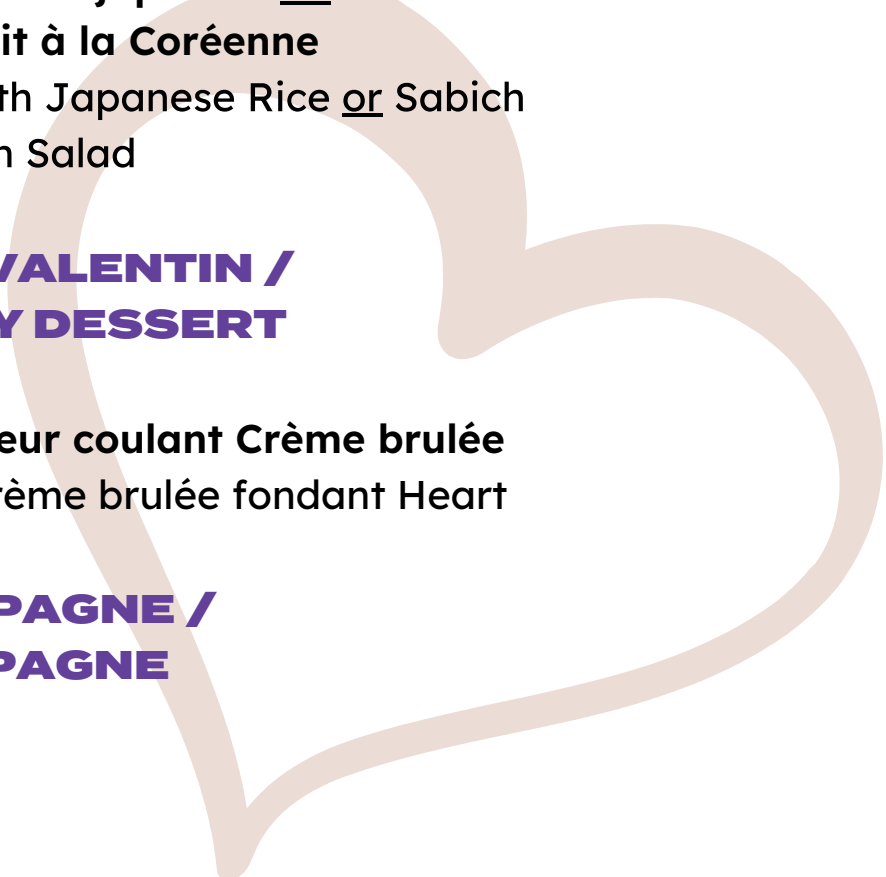 it à la Coréenne
th Japanese Rice or Sabich
n Salad
VALENTIN /
Y DESSERT
eur coulant Crème brulée
rème brulée fondant Heart
PAGNE /
PAGNE